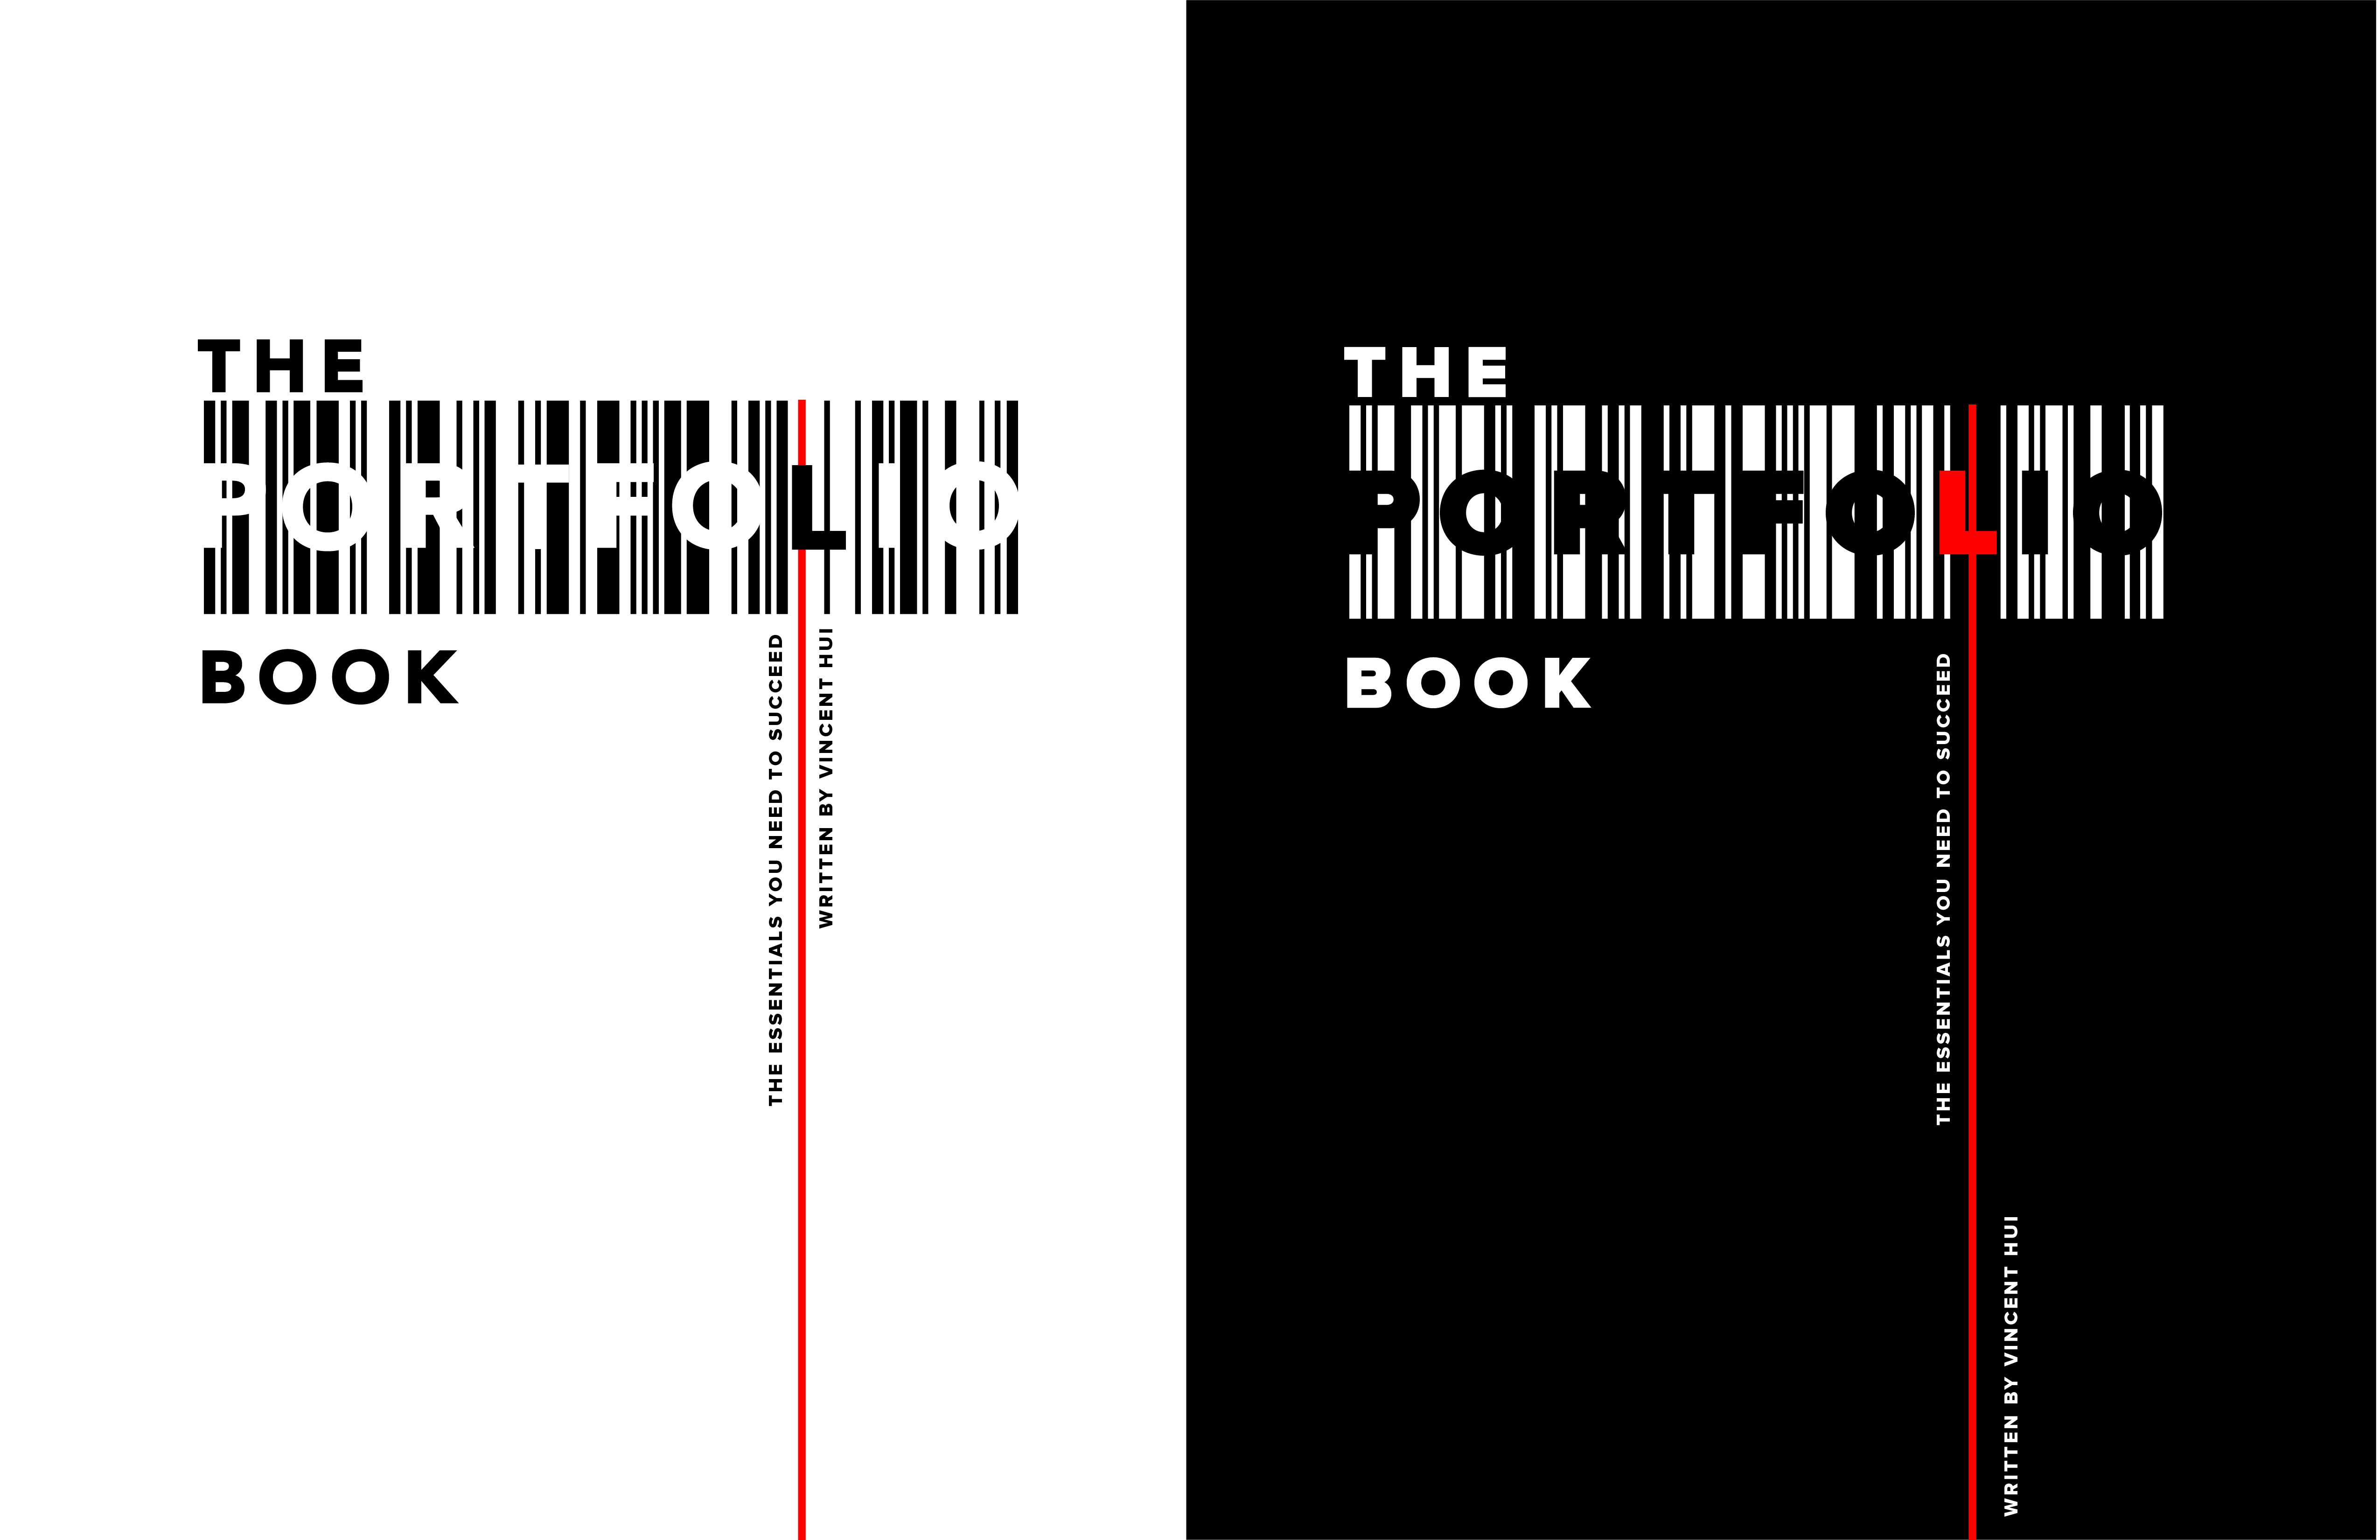 THE
PORTFOLIO
BOOK
THE ESSENTIALS YOU NEED TO SUCCEED
WRITTEN BY VINCENT HUI
THE
PORTFOLIO
BOOK
THE ESSENTIALS YOU NEED TO SUCCEED
WRITTEN BY VINCENT HUI